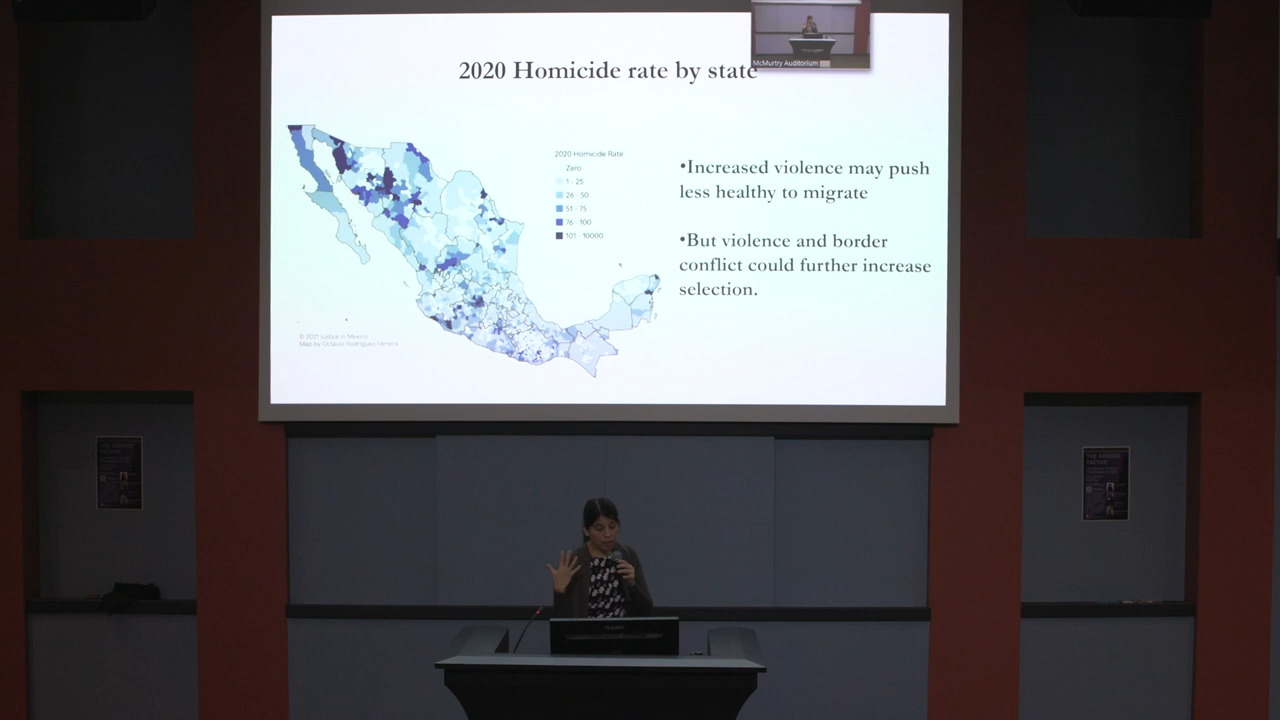 McMurtry Auditorium
2020 Homicide rate by state
2020 Homicide Rate
Zero
1 - 25
26 - 50
51 - 75
76 - 100
101 - 10000
•Increased violence may push
less healthy to migrate
•But violence and border
conflict could further increase
selection.
© 2021 Justice in Mexico
Map by Octavio Rodriguez Ferreira